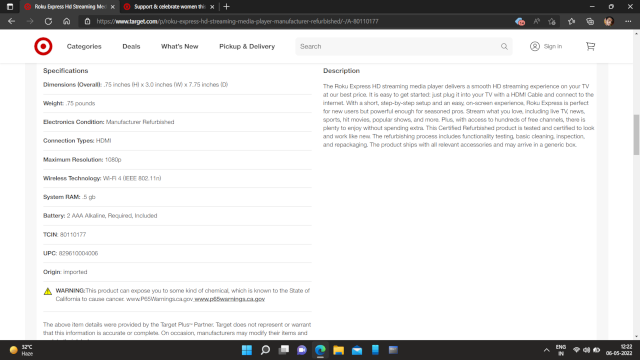 Roku Express HD Streaming Med
Support & celebrate women thi
https://www.target.com/p/roku-express-hd-streaming-media-player-manufacturer-refurbished/-/A-80110177
Categories
Deals
What's New
Pickup & Delivery
Search
Sign in
Specifications
Dimensions (Overall): .75 inches (H) x 3.0 inches (W) x 7.75 inches (D)
Weight: .75 pounds
Electronics Condition: Manufacturer Refurbished
Connection Types: HDMI
Maximum Resolution: 1080p
Wireless Technology: Wi-Fi 4 (IEEE 802.11n)
System RAM: .5 gb
Battery: 2 AAA Alkaline, Required, Included
TCIN: 80110177
UPC: 829610004006
Origin: imported
WARNING:This product can expose you to some kind of chemical, which is known to the State of
California to cause cancer. www.P65Warnings.ca.gov www.p65warnings.ca.gov
The above item details were provided by the Target Plus™ Partner. Target does not represent or warrant
that this information is accurate or complete. On occasion, manufacturers may modify their items and
Description
The Roku Express HD streaming media player delivers a smooth HD streaming experience on your TV
at our best price. It is easy to get started: just plug it into your TV with a HDMI Cable and connect to the
internet. With a short, step-by-step setup and an easy, on-screen experience, Roku Express is perfect
for new users but powerful enough for seasoned pros. Stream what you love, including live TV, news,
sports, hit movies, popular shows, and more. Plus, with access to hundreds of free channels, there is
plenty to enjoy without spending extra. This Certified Refurbished product is tested and certified to look
and work like new. The refurbishing process includes functionality testing, basic cleaning, inspection,
and repackaging. The product ships with all relevant accessories and may arrive in a generic box.
32°C
Haze
ENG
IN
12:22
06-05-2022